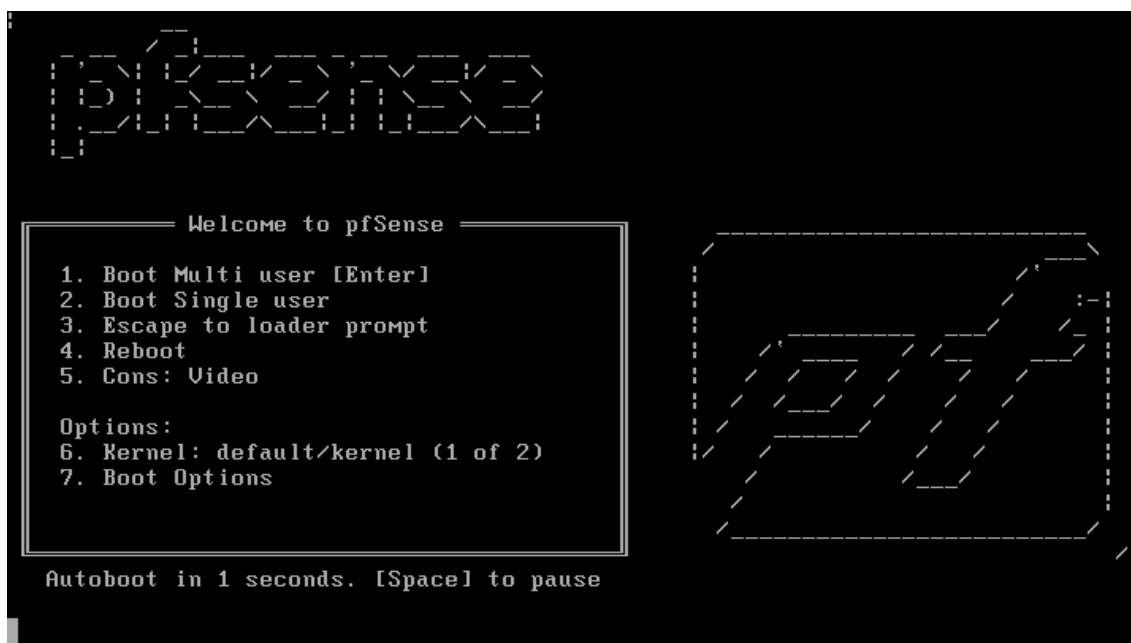 pfsense
Welcome to pfSense
1. Boot Multi user [Enter]
2. Boot Single user
3. Escape to loader prompt
4. Reboot
5. Cons: Video
Options:
6. Kernel: default/kernel (1 of 2)
7. Boot Options
pf
Autoboot in 1 seconds. [Space] to pause